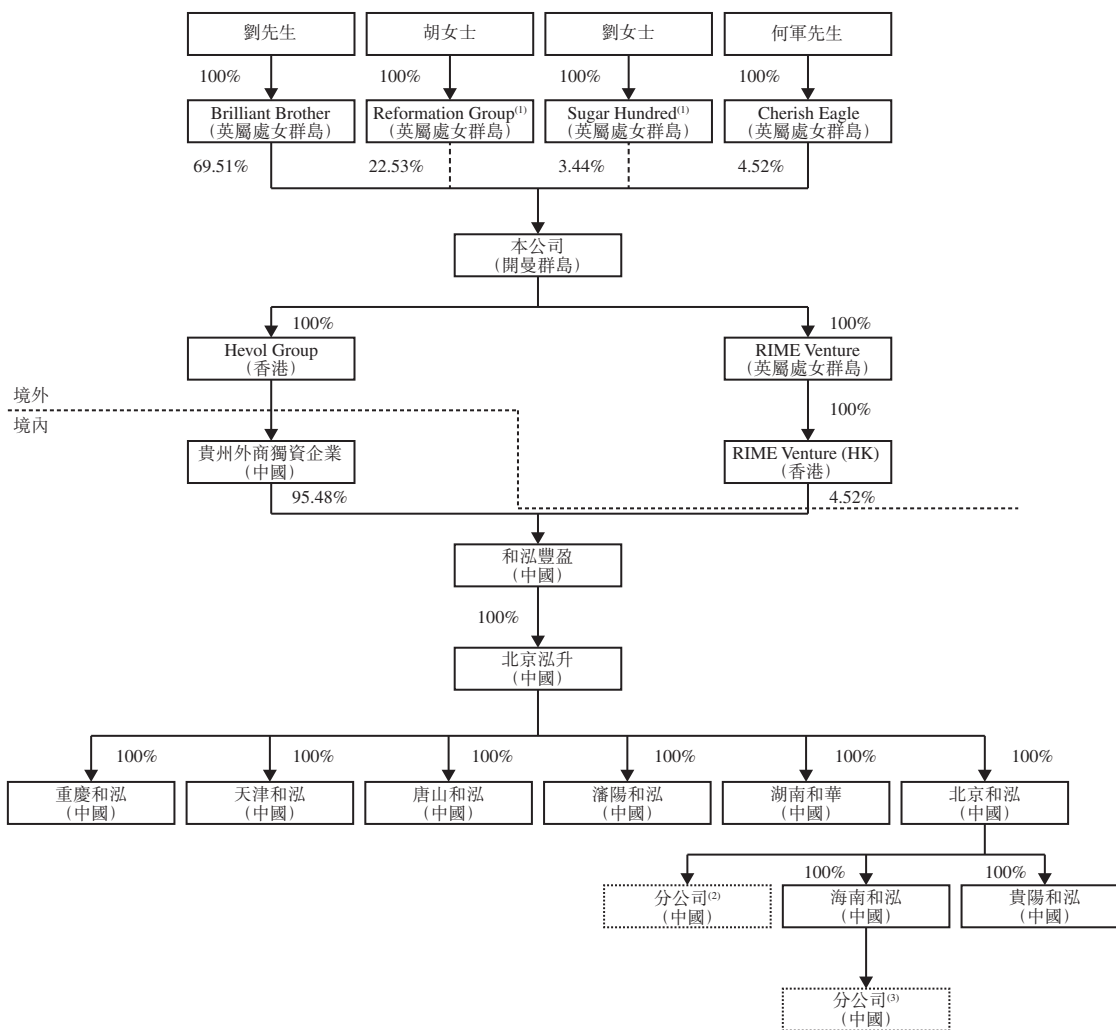 劉先生
胡女士
劉女士
何軍先生
100%
100%
100%
100%
Brilliant Brother
(英屬處女群島)
Reformation Group(1)
(英屬處女群島)
Sugar Hundred(1)
(英屬處女群島)
Cherish Eagle
(英屬處女群島)
69.51%
22.53%
3.44%
4.52%
本公司
(開曼群島)
100%
100%
Hevol Group
(香港)
RIME Venture
(英屬處女群島)
境外
境內
100%
貴州外商獨資企業
(中國)
RIME Venture (HK)
(香港)
95.48%
4.52%
和泓豐盈
(中國)
100%
北京泓升
(中國)
100%
100%
100%
100%
100%
100%
重慶和泓
(中國)
天津和泓
(中國)
唐山和泓
(中國)
瀋陽和泓
(中國)
湖南和華
(中國)
北京和泓
(中國)
100%
100%
分公司(2)
(中國)
海南和泓
(中國)
貴陽和泓
(中國)
分公司(3)
(中國)